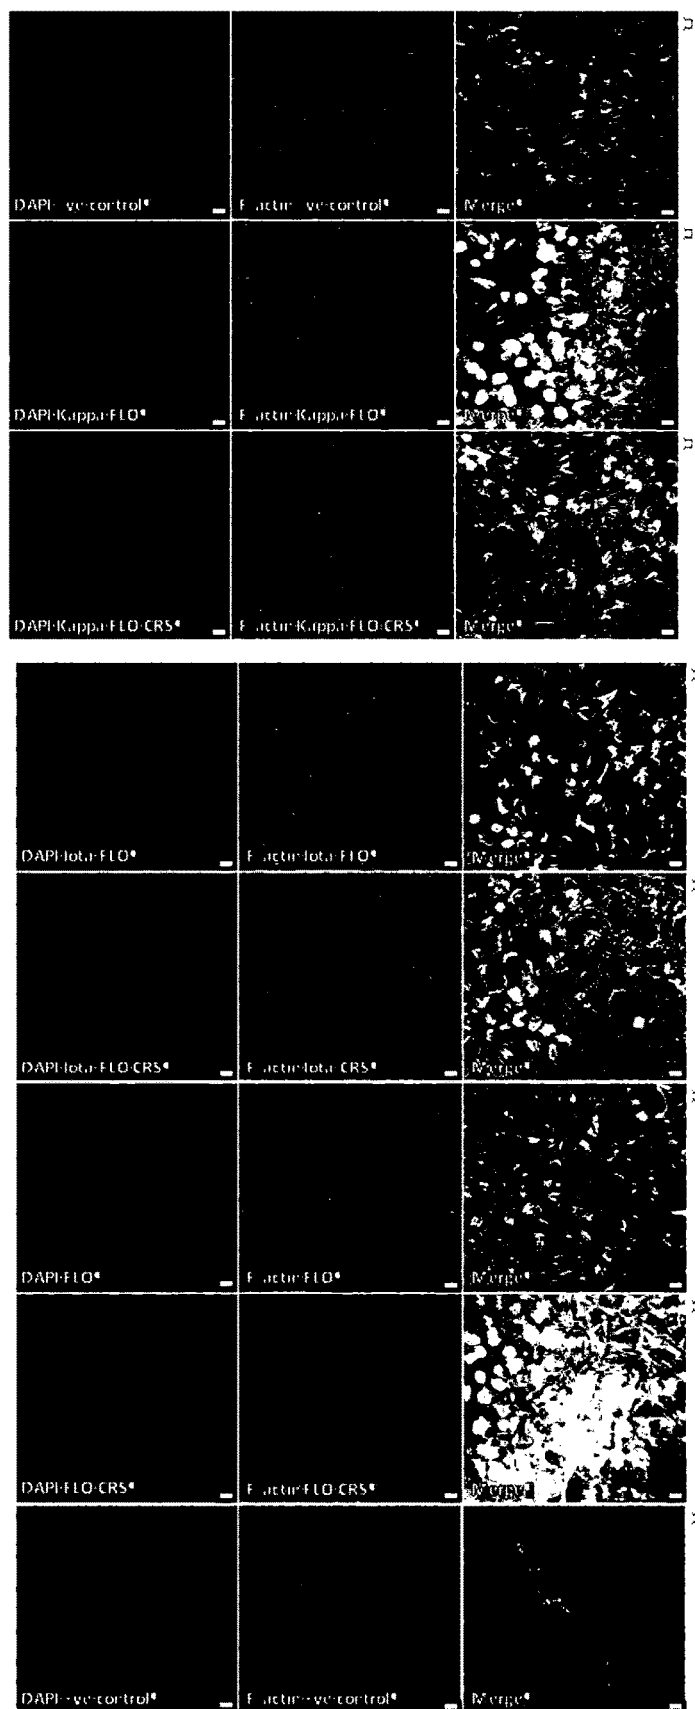 DAPI -ve·control
F-actin· -ve·control
Merge
DAPI·Kappa·FLO
F-actin·Kappa·FLO
Merge
DAPI·Kappa·FLO·CRS
F-actin·Kappa·FLO·CRS
Merge
DAPI·Iota·FLO
F-actin·Iota·FLO
Merge
DAPI·Iota·FLO·CRS
F-actin·Iota·CRS
Merge
DAPI·FLO
F-actin·FLO
Merge
DAPI·FLO·CRS
F-actin·FLO·CRS
Merge
DAPI·+ve·control
F-actin·+ve·control
Merge